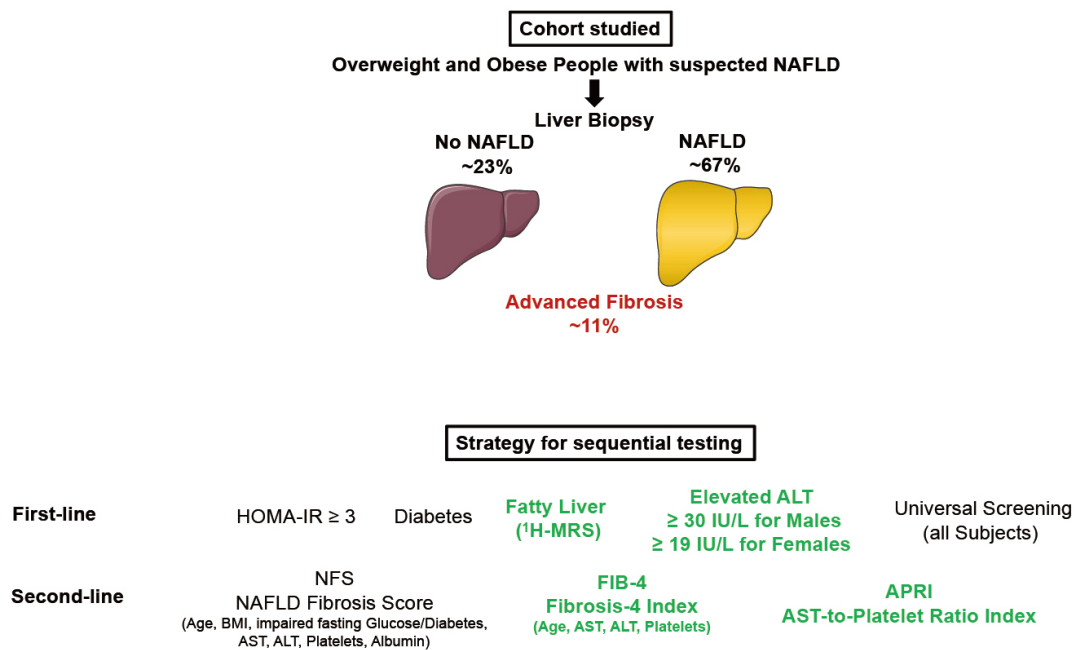 Cohort studied
Overweight and Obese People with suspected NAFLD
Liver Biopsy
No NAFLD
~23%
NAFLD
~67%
Advanced Fibrosis
~11%
Strategy for sequential testing
First-line
HOMA-IR ≥ 3
Diabetes
Fatty Liver
(¹H-MRS)
Elevated ALT
≥ 30 IU/L for Males
≥ 19 IU/L for Females
Universal Screening
(all Subjects)
Second-line
NFS
NAFLD Fibrosis Score
(Age, BMI, impaired fasting Glucose/Diabetes,
AST, ALT, Platelets, Albumin)
FIB-4
Fibrosis-4 Index
(Age, AST, ALT, Platelets)
APRI
AST-to-Platelet Ratio Index